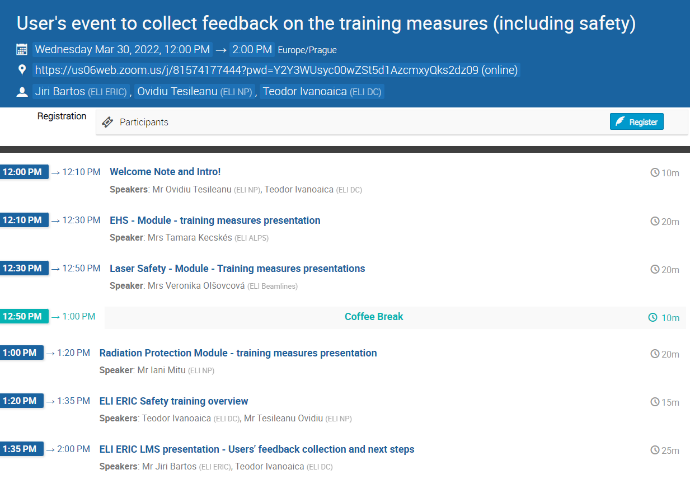 User's event to collect feedback on the training measures (including safety)
Wednesday Mar 30, 2022, 12:00 PM → 2:00 PM Europe/Prague
https://us06web.zoom.us/j/81574177444?pwd=Y2Y3WUsyc00wZSt5d1AzcmxyQks2dz09 (online)
Jiri Bartos (ELI ERIC), Ovidiu Tesileanu (ELI NP), Teodor Ivanoaica (ELI DC)
Registration
Participants
Register
12:00 PM → 12:10 PM Welcome Note and Intro! 10m
Speakers: Mr Ovidiu Tesileanu (ELI NP), Teodor Ivanoaica (ELI DC)
12:10 PM → 12:30 PM EHS - Module - training measures presentation 20m
Speaker: Mrs Tamara Kecskés (ELI ALPS)
12:30 PM → 12:50 PM Laser Safety - Module - Training measures presentations 20m
Speaker: Mrs Veronika Olšovcová (ELI Beamlines)
12:50 PM → 1:00 PM Coffee Break 10m
1:00 PM → 1:20 PM Radiation Protection Module - training measures presentation 20m
Speaker: Mr Iani Mitu (ELI NP)
1:20 PM → 1:35 PM ELI ERIC Safety training overview 15m
Speakers: Teodor Ivanoaica (ELI DC), Mr Tesileanu Ovidiu (ELI NP)
1:35 PM → 2:00 PM ELI ERIC LMS presentation - Users' feedback collection and next steps 25m
Speakers: Mr Jiri Bartos (ELI ERIC), Teodor Ivanoaica (ELI DC)